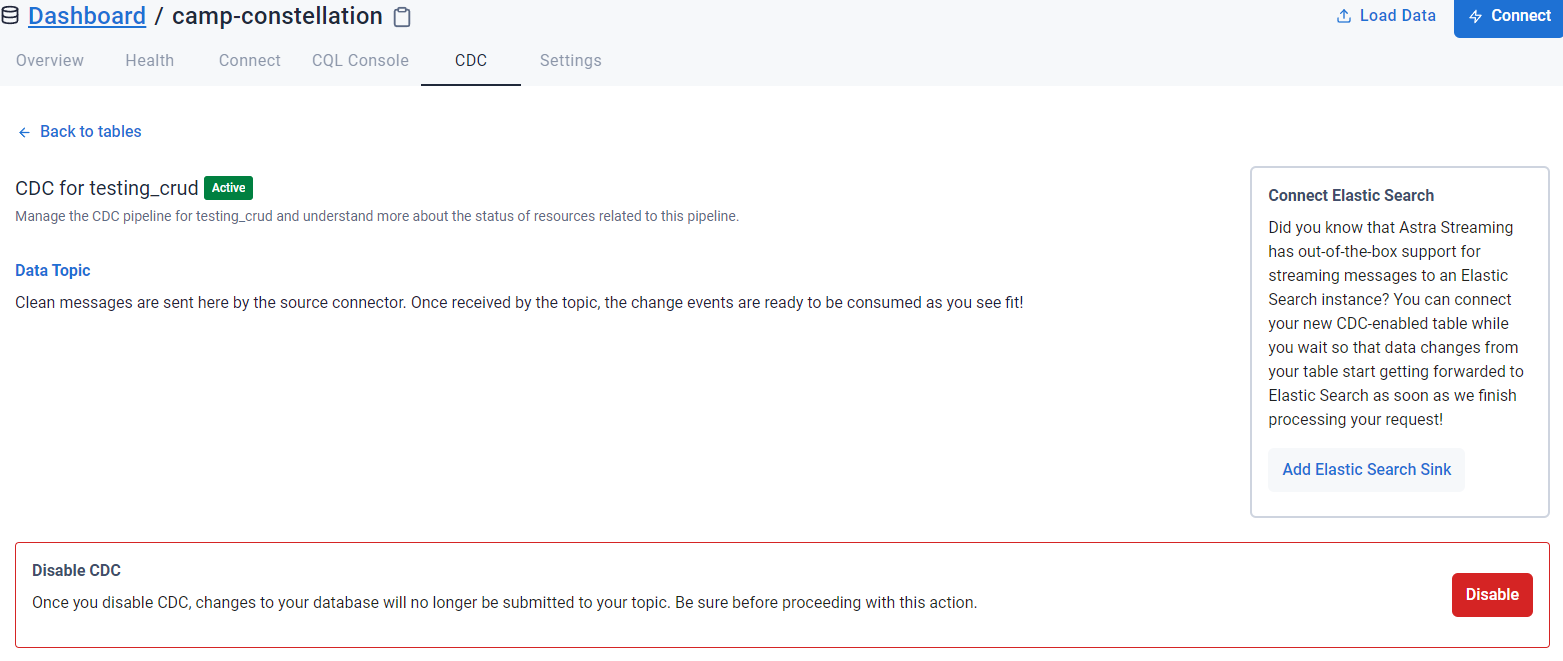 Dashboard / camp-constellation
Load Data
Connect
Overview
Health
Connect
CQL Console
CDC
Settings
Back to tables
CDC for testing_crud Active
Manage the CDC pipeline for testing_crud and understand more about the status of resources related to this pipeline.
Data Topic
Clean messages are sent here by the source connector. Once received by the topic, the change events are ready to be consumed as you see fit!
Connect Elastic Search
Did you know that Astra Streaming
has out-of-the-box support for
streaming messages to an Elastic
Search instance? You can connect
your new CDC-enabled table while
you wait so that data changes from
your table start getting forwarded to
Elastic Search as soon as we finish
processing your request!
Add Elastic Search Sink
Disable CDC
Once you disable CDC, changes to your database will no longer be submitted to your topic. Be sure before proceeding with this action.
Disable